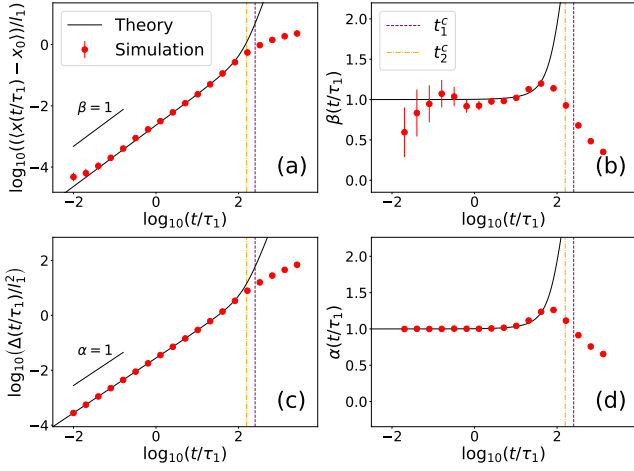 Theory
Simulation
log₁₀(⟨(x(t/τ₁) − x₀)⟩/l₁)
0
−2
−4
β = 1
(a)
−2
0
2
log₁₀(t/τ₁)
t₁ᶜ
t₂ᶜ
β(t/τ₁)
2.0
1.5
1.0
0.5
0.0
(b)
−2
0
2
log₁₀(t/τ₁)
log₁₀(Δ(t/τ₁)/l₁²)
2
0
−2
−4
α = 1
(c)
−2
0
2
log₁₀(t/τ₁)
α(t/τ₁)
2.0
1.5
1.0
0.5
0.0
(d)
−2
0
2
log₁₀(t/τ₁)